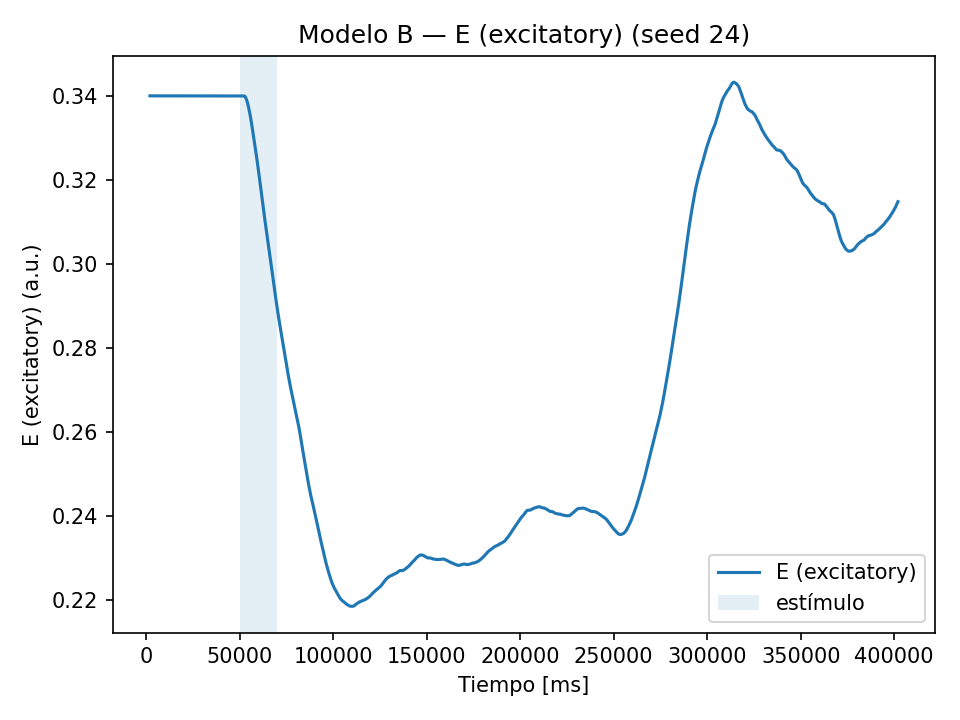 Modelo B — E (excitatory) (seed 24)
E (excitatory) (a.u.)
0.34
0.32
0.30
0.28
0.26
0.24
0.22
E (excitatory)
estímulo
0 50000 100000 150000 200000 250000 300000 350000 400000
Tiempo [ms]